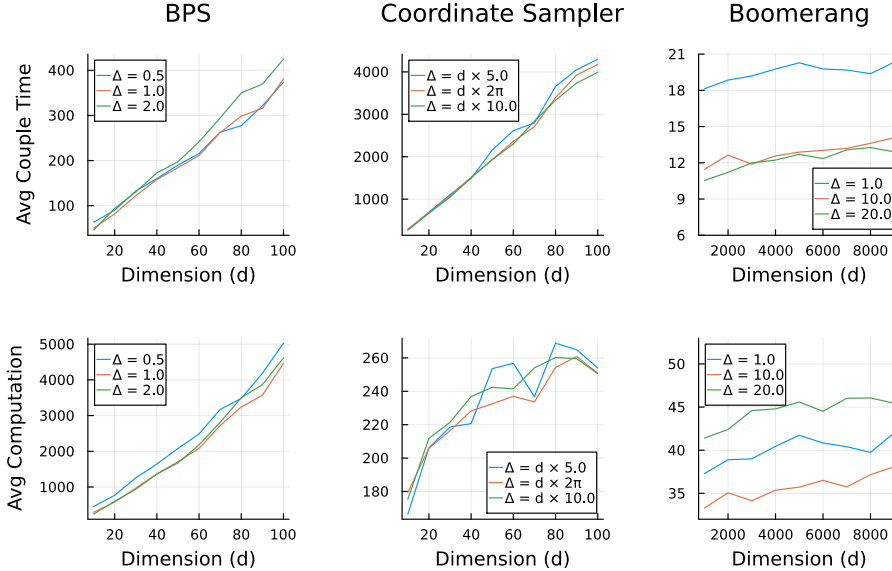 BPS
Coordinate Sampler
Boomerang
Avg Couple Time
400
300
200
100
Δ = 0.5
Δ = 1.0
Δ = 2.0
20 40 60 80 100
Dimension (d)
4000
3000
2000
1000
Δ = d × 5.0
Δ = d × 2π
Δ = d × 10.0
20 40 60 80 100
Dimension (d)
21
18
15
12
9
6
Δ = 1.0
Δ = 10.0
Δ = 20.0
2000 4000 6000 8000
Dimension (d)
Avg Computation
5000
4000
3000
2000
1000
Δ = 0.5
Δ = 1.0
Δ = 2.0
20 40 60 80 100
Dimension (d)
260
240
220
200
180
Δ = d × 5.0
Δ = d × 2π
Δ = d × 10.0
20 40 60 80 100
Dimension (d)
50
45
40
35
Δ = 1.0
Δ = 10.0
Δ = 20.0
2000 4000 6000 8000
Dimension (d)